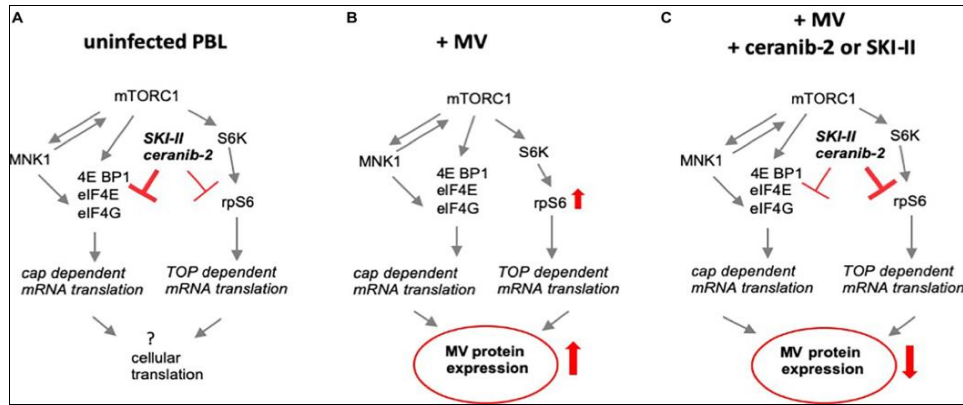 A
uninfected PBL
mTORC1
SKI-II
ceranib-2
S6K
MNK1
4E BP1
eIF4E
eIF4G
rpS6
cap dependent
mRNA translation
TOP dependent
mRNA translation
?
cellular
translation
B
+ MV
mTORC1
MNK1
S6K
4E BP1
eIF4E
eIF4G
rpS6
cap dependent
mRNA translation
TOP dependent
mRNA translation
MV protein
expression
C
+ MV
+ ceranib-2 or SKI-II
mTORC1
SKI-II
ceranib-2
S6K
MNK1
4E BP1
eIF4E
eIF4G
rpS6
cap dependent
mRNA translation
TOP dependent
mRNA translation
MV protein
expression